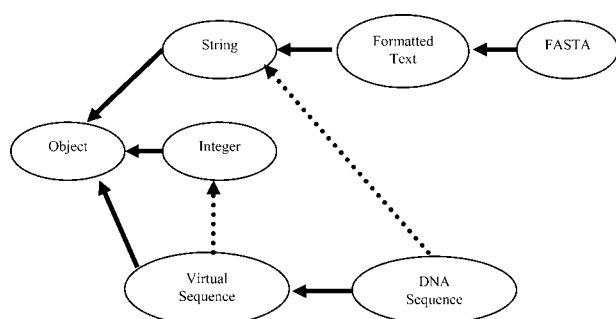 String
Formatted
Text
FASTA
Object
Integer
Virtual
Sequence
DNA
Sequence